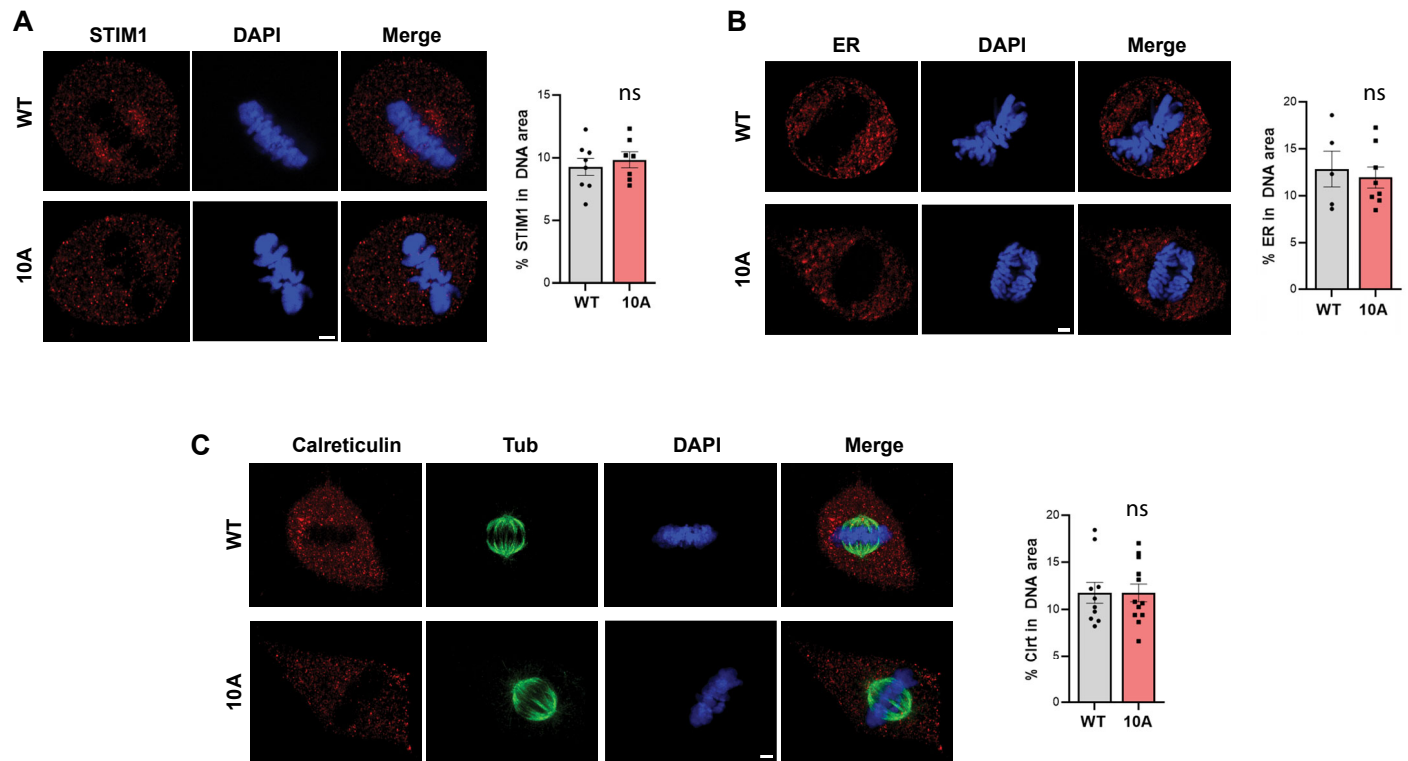 A
STIM1 DAPI Merge
WT
10A
% STIM1 in DNA area
15
10
5
0
ns
WT 10A
B
ER DAPI Merge
WT
10A
% ER in DNA area
20
15
10
5
0
ns
WT 10A
C
Calreticulin Tub DAPI Merge
WT
10A
% Clrt in DNA area
20
15
10
5
0
ns
WT 10A